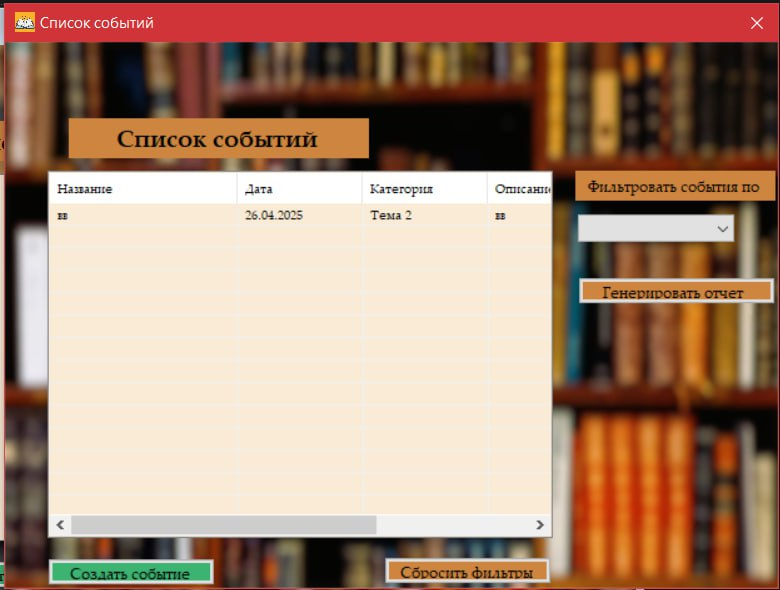 Список событий
Список событий
Название Дата Категория Описание
вв 26.04.2025 Тема 2 вв
Фильтровать события по
Генерировать отчет
Создать событие
Сбросить фильтры